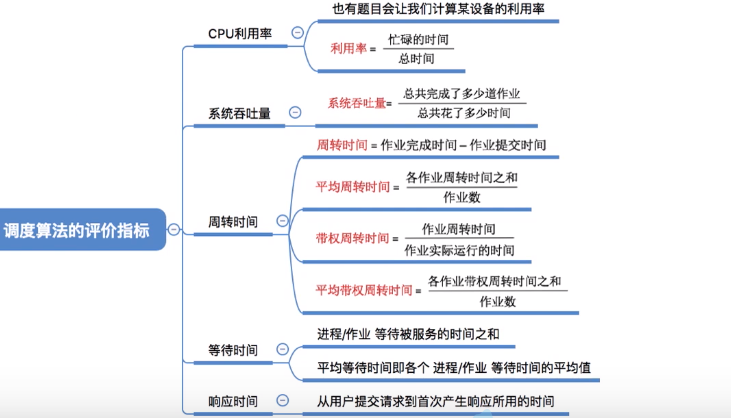 也有题目会让我们计算某设备的利用率
CPU利用率
利用率 = 忙碌的时间 / 总时间
系统吞吐量
系统吞吐量= 总共完成了多少道作业 / 总共花了多少时间
周转时间 = 作业完成时间 – 作业提交时间
平均周转时间 = 各作业周转时间之和 / 作业数
周转时间
带权周转时间 = 作业周转时间 / 作业实际运行的时间
调度算法的评价指标
平均带权周转时间 = 各作业带权周转时间之和 / 作业数
进程/作业 等待被服务的时间之和
等待时间
平均等待时间即各个 进程/作业 等待时间的平均值
响应时间
从用户提交请求到首次产生响应所用的时间